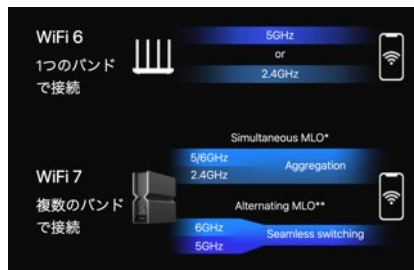 WiFi 6
1つのバンド
で接続
5GHz
or
2.4GHz
Simultaneous MLO*
5/6GHz
2.4GHz
Aggregation
WiFi 7
複数のバンド
で接続
Alternating MLO**
6GHz
5GHz
Seamless switching